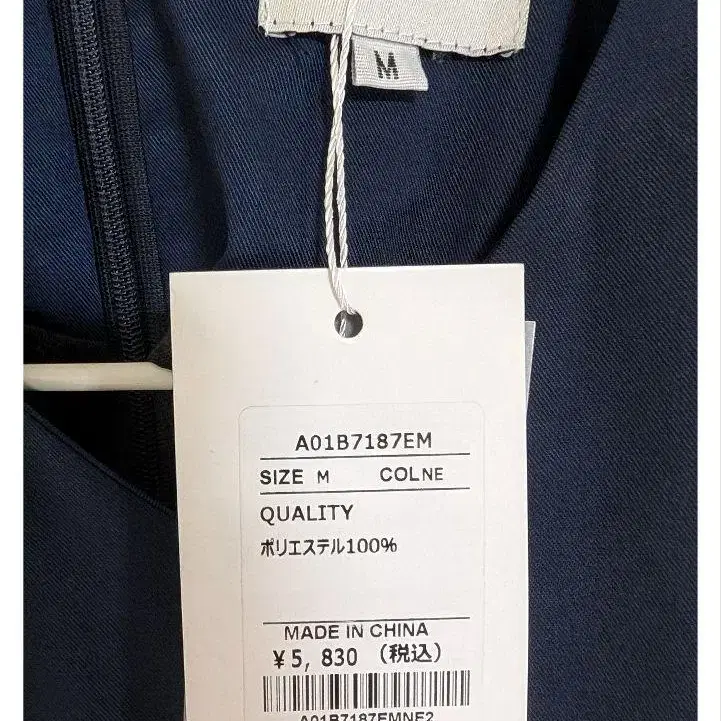 M
A01B7187EM
SIZE M COLNE
QUALITY
ポリエステル100%
MADE IN CHINA
¥5,830 (税込)
A01B7187EMNE2